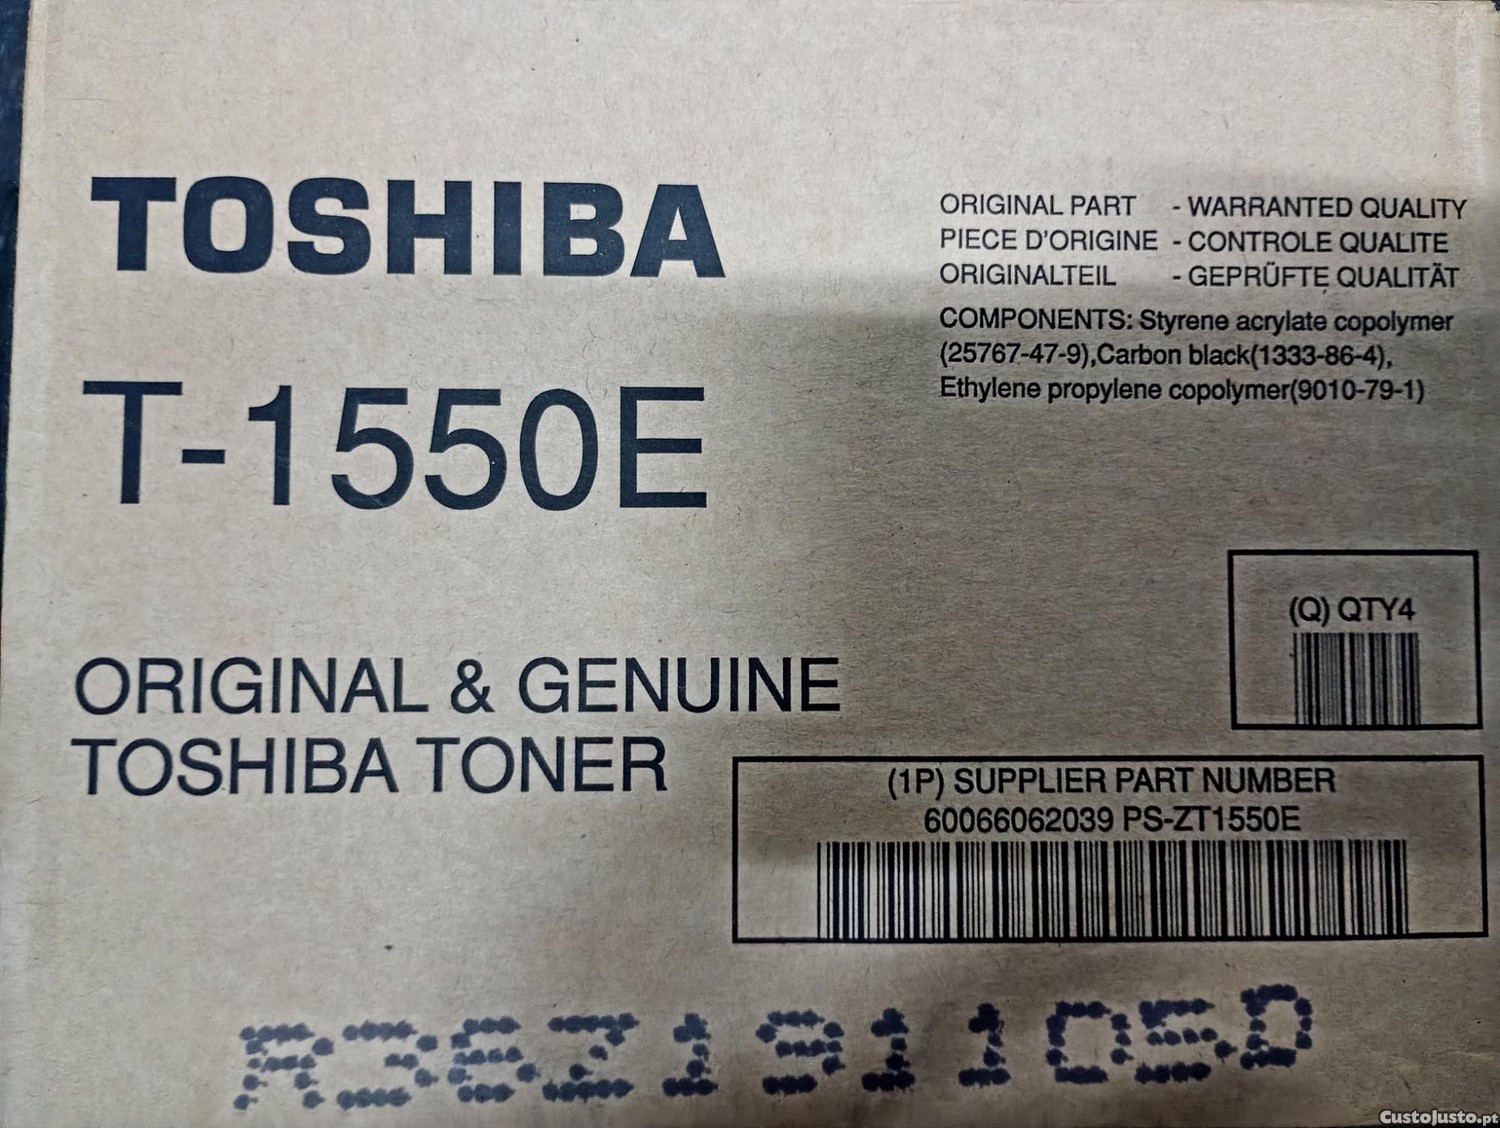 TOSHIBA
T-1550E
ORIGINAL & GENUINE
TOSHIBA TONER
ORIGINAL PART - WARRANTED QUALITY
PIECE D'ORIGINE - CONTROLE QUALITE
ORIGINALTEIL - GEPRÜFTE QUALITÄT
COMPONENTS: Styrene acrylate copolymer
(25767-47-9),Carbon black(1333-86-4),
Ethylene propylene copolymer(9010-79-1)
(Q) QTY4
(1P) SUPPLIER PART NUMBER
60066062039 PS-ZT1550E
CustoJusto.pt